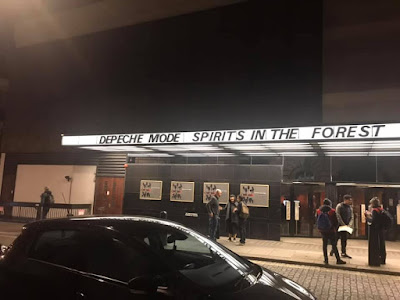 DEPECHE MODE SPIRITS IN THE FOREST